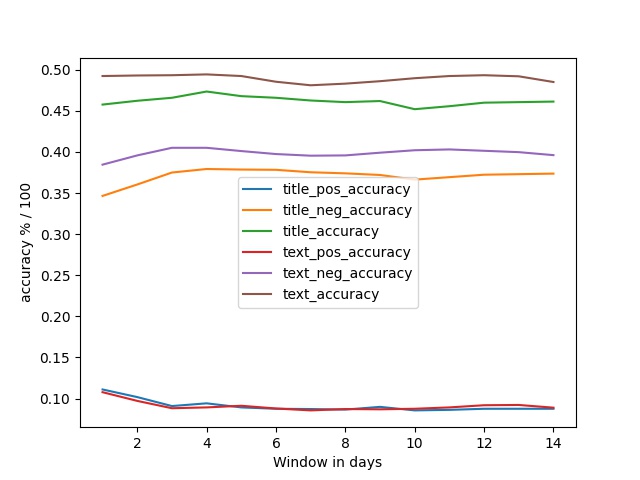 0.50
0.45
0.40
0.35
0.30
0.25
0.20
0.15
0.10
accuracy % / 100
title_pos_accuracy
title_neg_accuracy
title_accuracy
text_pos_accuracy
text_neg_accuracy
text_accuracy
2 4 6 8 10 12 14
Window in days